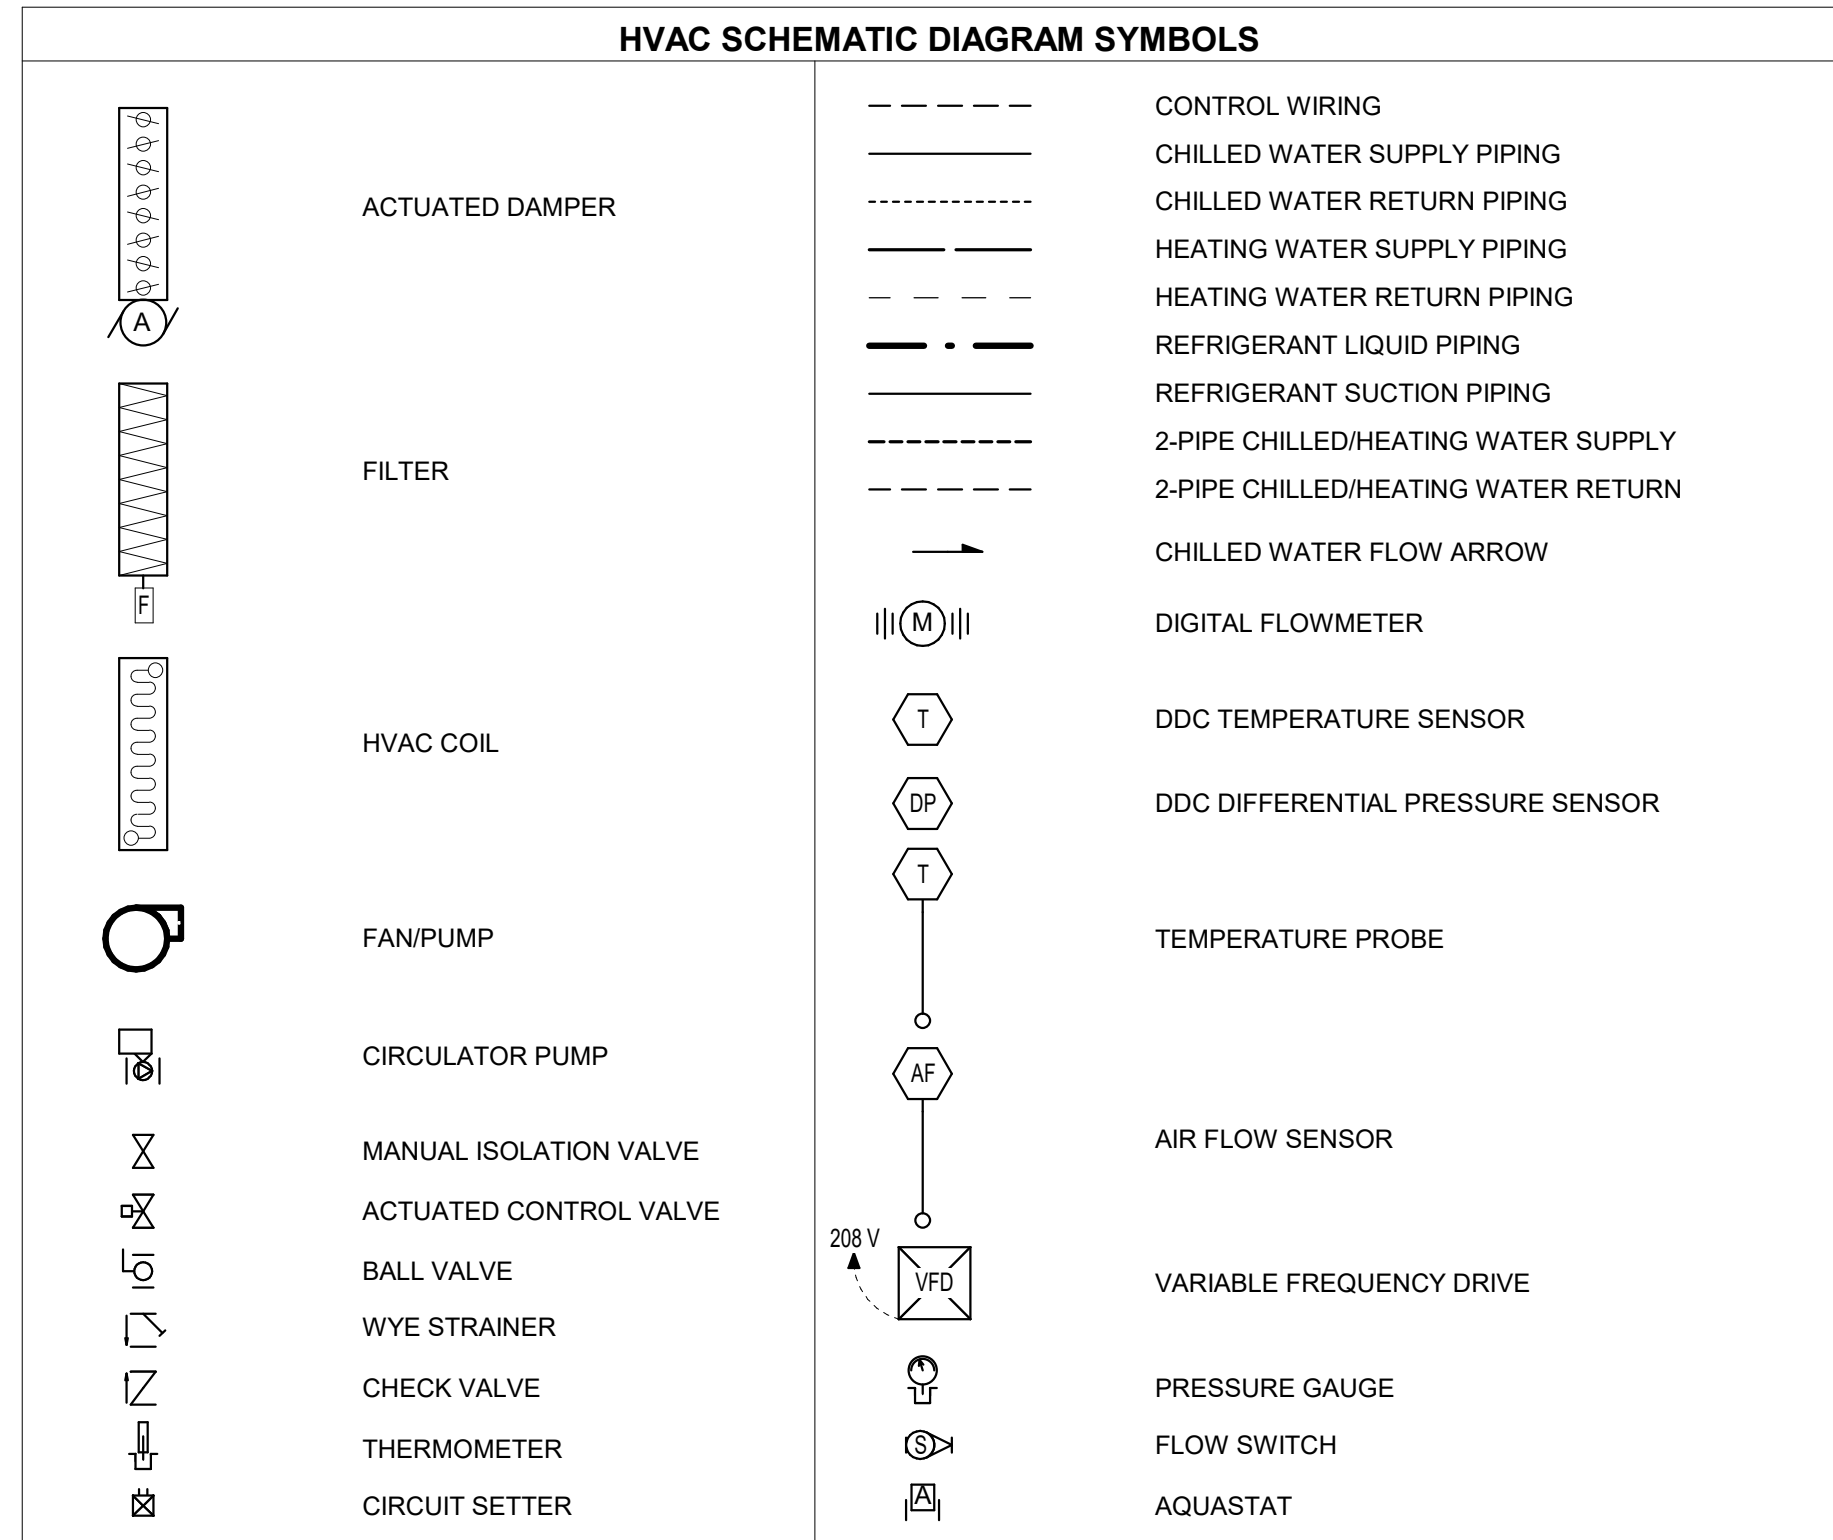 HVAC SCHEMATIC DIAGRAM SYMBOLS
ACTUATED DAMPER
A
FILTER
F
HVAC COIL
FAN/PUMP
CIRCULATOR PUMP
MANUAL ISOLATION VALVE
ACTUATED CONTROL VALVE
BALL VALVE
WYE STRAINER
CHECK VALVE
THERMOMETER
CIRCUIT SETTER
CONTROL WIRING
CHILLED WATER SUPPLY PIPING
CHILLED WATER RETURN PIPING
HEATING WATER SUPPLY PIPING
HEATING WATER RETURN PIPING
REFRIGERANT LIQUID PIPING
REFRIGERANT SUCTION PIPING
2-PIPE CHILLED/HEATING WATER SUPPLY
2-PIPE CHILLED/HEATING WATER RETURN
CHILLED WATER FLOW ARROW
M DIGITAL FLOWMETER
T DDC TEMPERATURE SENSOR
DP DDC DIFFERENTIAL PRESSURE SENSOR
T
TEMPERATURE PROBE
AF
AIR FLOW SENSOR
208 V
VFD VARIABLE FREQUENCY DRIVE
PRESSURE GAUGE
S FLOW SWITCH
A AQUASTAT